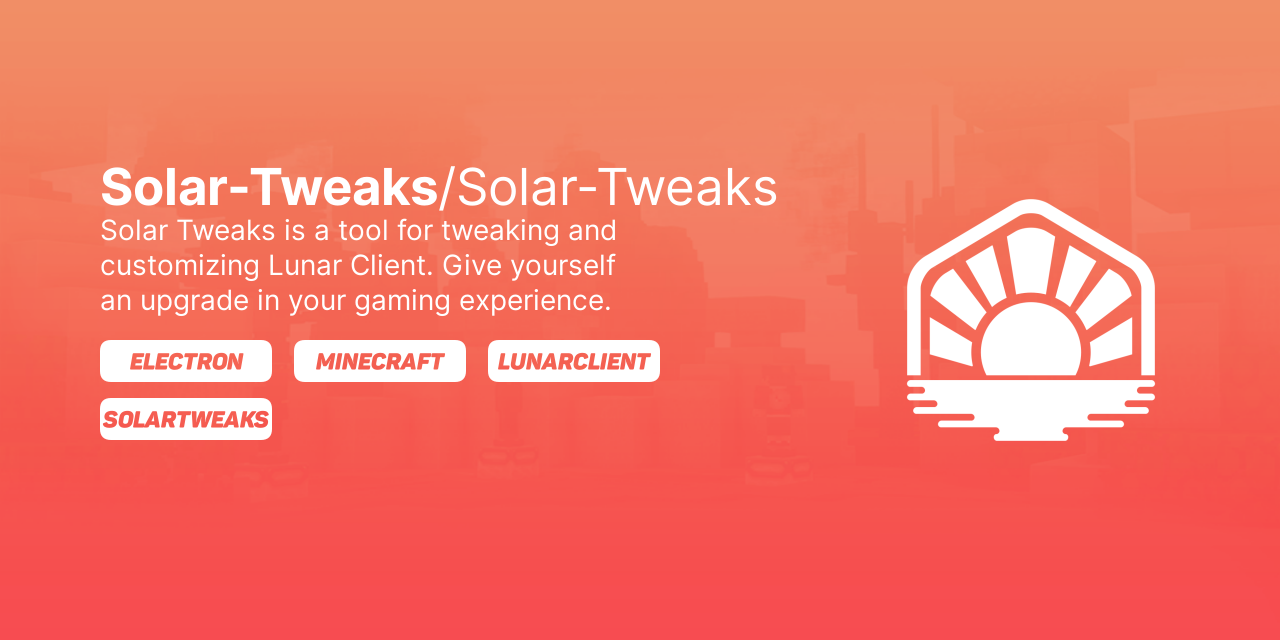 Solar-Tweaks/Solar-Tweaks
Solar Tweaks is a tool for tweaking and
customizing Lunar Client. Give yourself
an upgrade in your gaming experience.
ELECTRON MINECRAFT LUNARCLIENT
SOLARTWEAKS